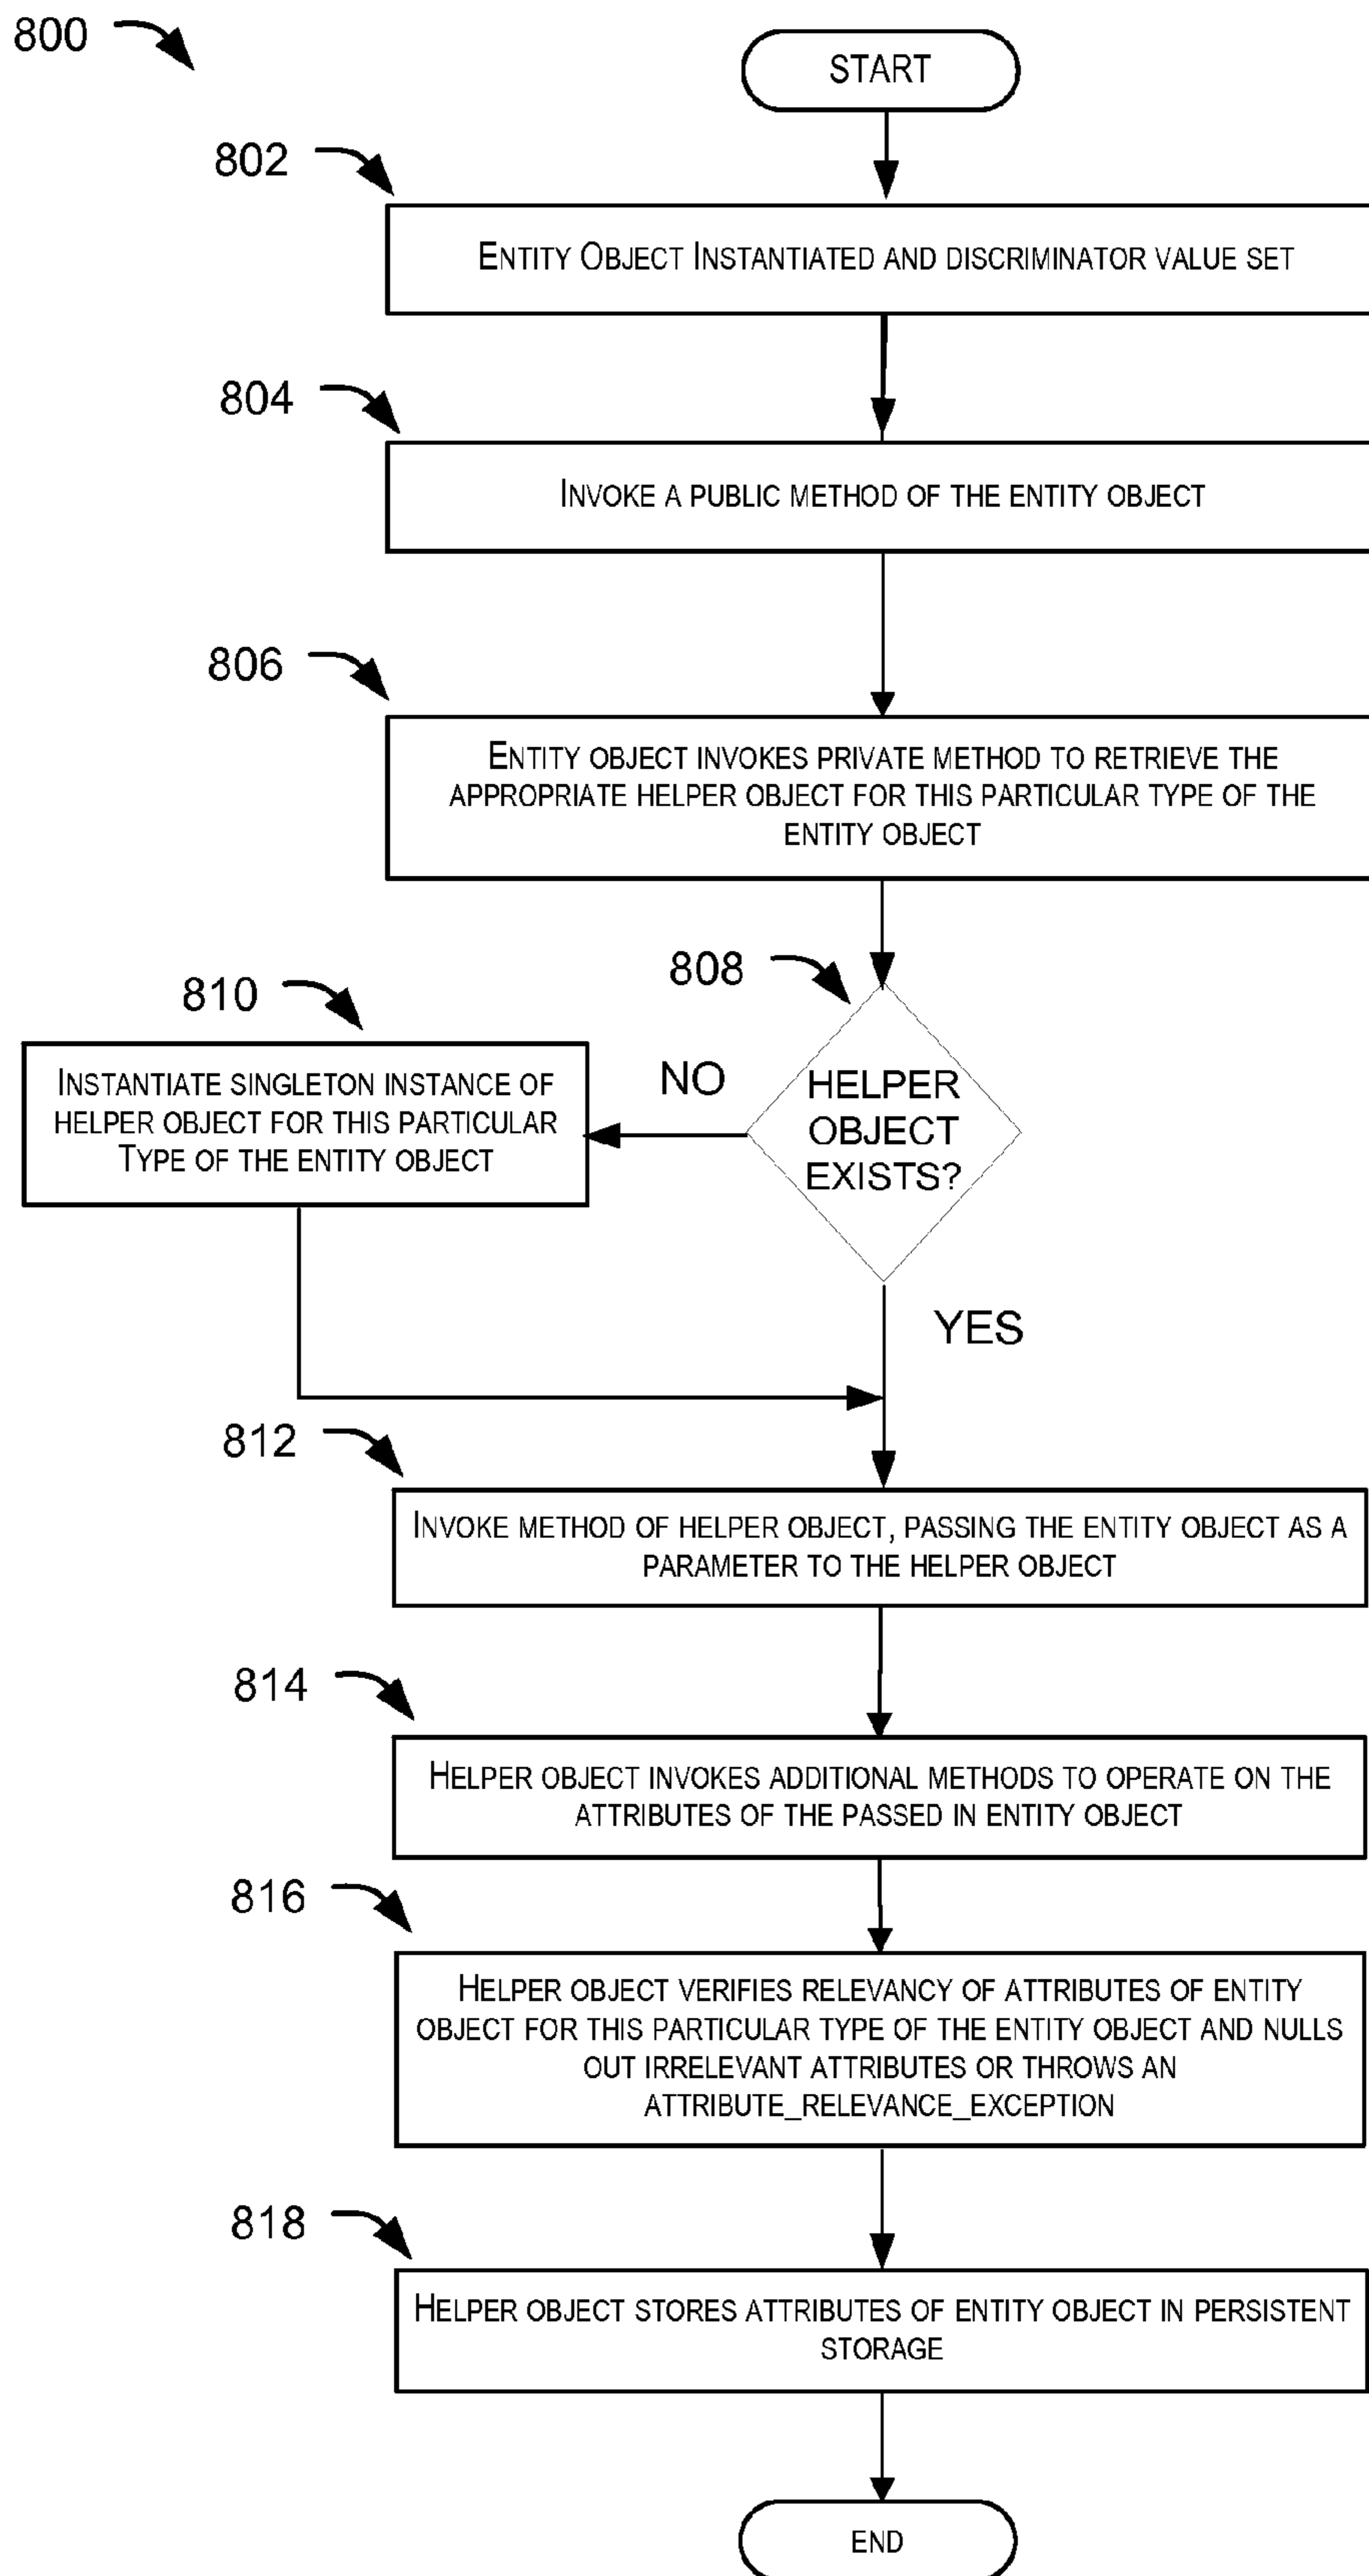 800
START
802
ENTITY OBJECT INSTANTIATED AND DISCRIMINATOR VALUE SET
804
INVOKE A PUBLIC METHOD OF THE ENTITY OBJECT
806
ENTITY OBJECT INVOKES PRIVATE METHOD TO RETRIEVE THE
APPROPRIATE HELPER OBJECT FOR THIS PARTICULAR TYPE OF THE
ENTITY OBJECT
808
HELPER
OBJECT
EXISTS?
NO
810
INSTANTIATE SINGLETON INSTANCE OF
HELPER OBJECT FOR THIS PARTICULAR
TYPE OF THE ENTITY OBJECT
YES
812
INVOKE METHOD OF HELPER OBJECT, PASSING THE ENTITY OBJECT AS A
PARAMETER TO THE HELPER OBJECT
814
HELPER OBJECT INVOKES ADDITIONAL METHODS TO OPERATE ON THE
ATTRIBUTES OF THE PASSED IN ENTITY OBJECT
816
HELPER OBJECT VERIFIES RELEVANCY OF ATTRIBUTES OF ENTITY
OBJECT FOR THIS PARTICULAR TYPE OF THE ENTITY OBJECT AND NULLS
OUT IRRELEVANT ATTRIBUTES OR THROWS AN
ATTRIBUTE_RELEVANCE_EXCEPTION
818
HELPER OBJECT STORES ATTRIBUTES OF ENTITY OBJECT IN PERSISTENT
STORAGE
END